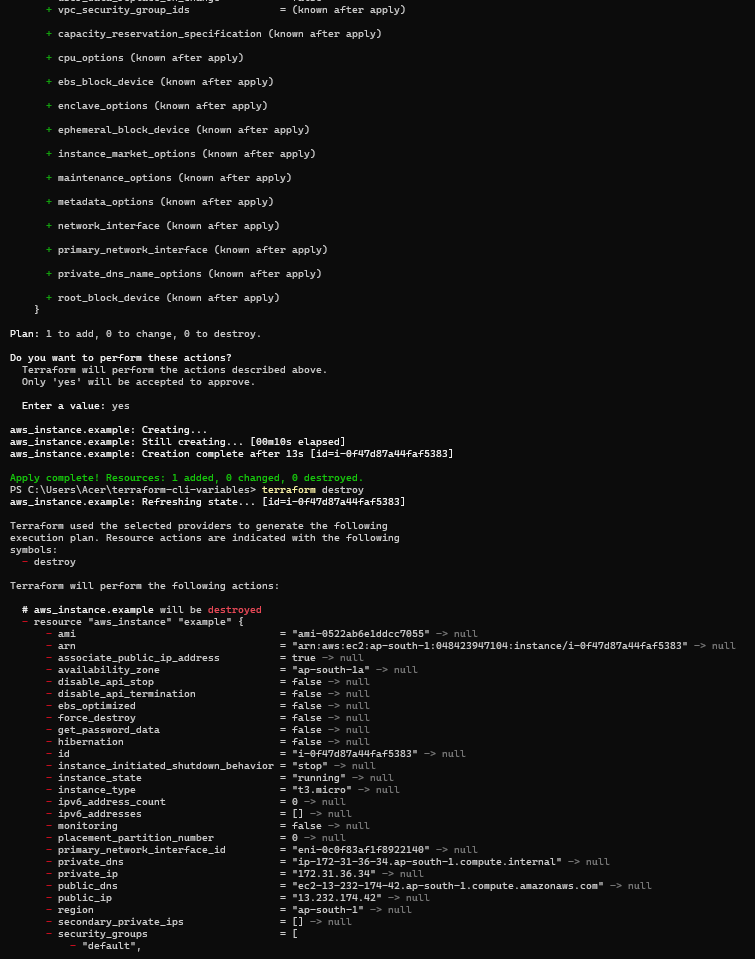 + vpc_security_group_ids               = (known after apply)
+ capacity_reservation_specification (known after apply)
+ cpu_options (known after apply)
+ ebs_block_device (known after apply)
+ enclave_options (known after apply)
+ ephemeral_block_device (known after apply)
+ instance_market_options (known after apply)
+ maintenance_options (known after apply)
+ metadata_options (known after apply)
+ network_interface (known after apply)
+ primary_network_interface (known after apply)
+ private_dns_name_options (known after apply)
+ root_block_device (known after apply)
}
Plan: 1 to add, 0 to change, 0 to destroy.
Do you want to perform these actions?
Terraform will perform the actions described above.
Only 'yes' will be accepted to approve.
Enter a value: yes
aws_instance.example: Creating...
aws_instance.example: Still creating... [00m10s elapsed]
aws_instance.example: Creation complete after 13s [id=i-0f47d87a44faf5383]
Apply complete! Resources: 1 added, 0 changed, 0 destroyed.
PS C:\Users\Acer\terraform-cli-variables> terraform destroy
aws_instance.example: Refreshing state... [id=i-0f47d87a44faf5383]
Terraform used the selected providers to generate the following
execution plan. Resource actions are indicated with the following
symbols:
- destroy
Terraform will perform the following actions:
# aws_instance.example will be destroyed
- resource "aws_instance" "example" {
- ami                                  = "ami-0522ab6e1ddcc7055" -> null
- arn                                  = "arn:aws:ec2:ap-south-1:048423947104:instance/i-0f47d87a44faf5383" -> null
- associate_public_ip_address          = true -> null
- availability_zone                    = "ap-south-1a" -> null
- disable_api_stop                     = false -> null
- disable_api_termination              = false -> null
- ebs_optimized                        = false -> null
- force_destroy                        = false -> null
- get_password_data                    = false -> null
- hibernation                          = false -> null
- id                                   = "i-0f47d87a44faf5383" -> null
- instance_initiated_shutdown_behavior = "stop" -> null
- instance_state                       = "running" -> null
- instance_type                        = "t3.micro" -> null
- ipv6_address_count                   = 0 -> null
- ipv6_addresses                       = [] -> null
- monitoring                           = false -> null
- placement_partition_number           = 0 -> null
- primary_network_interface_id         = "eni-0c0f83af1f8922140" -> null
- private_dns                          = "ip-172-31-36-34.ap-south-1.compute.internal" -> null
- private_ip                           = "172.31.36.34" -> null
- public_dns                           = "ec2-13-232-174-42.ap-south-1.compute.amazonaws.com" -> null
- public_ip                            = "13.232.174.42" -> null
- region                               = "ap-south-1" -> null
- secondary_private_ips                = [] -> null
- security_groups                      = [
- "default",